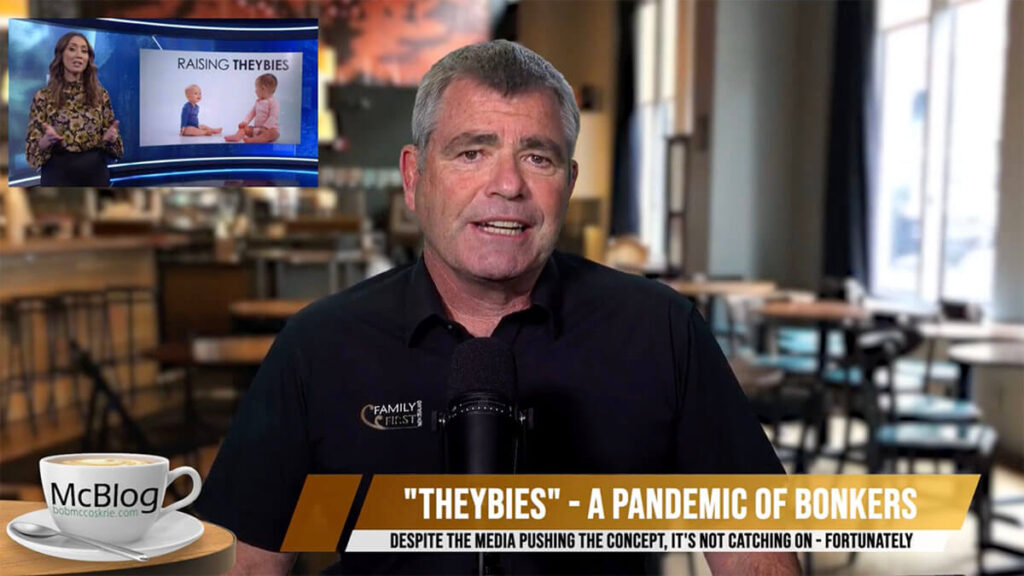 RAISING THEYBIES
FAMILY
FIRST
McBlog
bobmccoskrie.com
"THEYBIES" - A PANDEMIC OF BONKERS
DESPITE THE MEDIA PUSHING THE CONCEPT, IT'S NOT CATCHING ON - FORTUNATELY